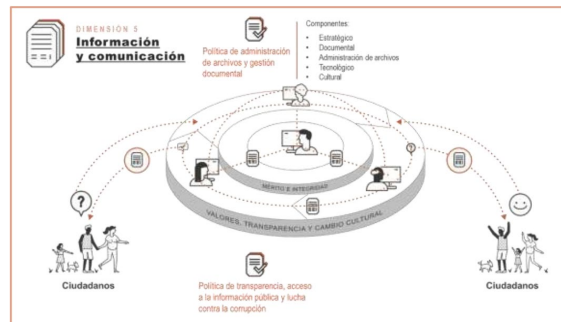 DIMENSIÓN 5
Información
y comunicación
Política de administración
de archivos y gestión
documental
Componentes:
• Estratégico
• Documental
• Administración de archivos
• Tecnológico
• Cultural
?
?
MÉRITO E INTEGRIDAD
VALORES, TRANSPARENCIA Y CAMBIO CULTURAL
Ciudadanos
Ciudadanos
Política de transparencia, acceso
a la información pública y lucha
contra la corrupción